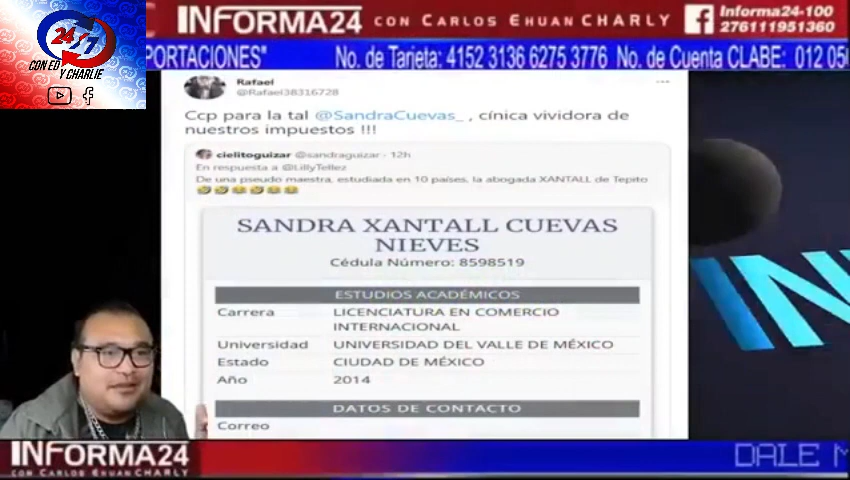 INFORMA24 CON CARLOS EHUAN CHARLY
Informa24-100
276111951360
24/7
CON ED
Y CHARLIE
PORTACIONES" No. de Tarjeta: 4152 3136 6275 3776 No. de Cuenta CLABE: 012 050
Rafael
@Rafael38316728
Ccp para la tal @SandraCuevas_ , cínica vividora de
nuestros impuestos !!!
cielitoguizar @sandraguizar · 12h
En respuesta a @LillyTellez
De una pseudo maestra, estudiada en 10 países, la abogada XANTALL de Tepito
🤣🤣😂🤣😂😂
SANDRA XANTALL CUEVAS
NIEVES
Cédula Número: 8598519
ESTUDIOS ACADÉMICOS
Carrera LICENCIATURA EN COMERCIO
INTERNACIONAL
Universidad UNIVERSIDAD DEL VALLE DE MÉXICO
Estado CIUDAD DE MÉXICO
Año 2014
DATOS DE CONTACTO
Correo
IN
INFORMA24
CON CARLOS EHUAN CHARLY
DALE M